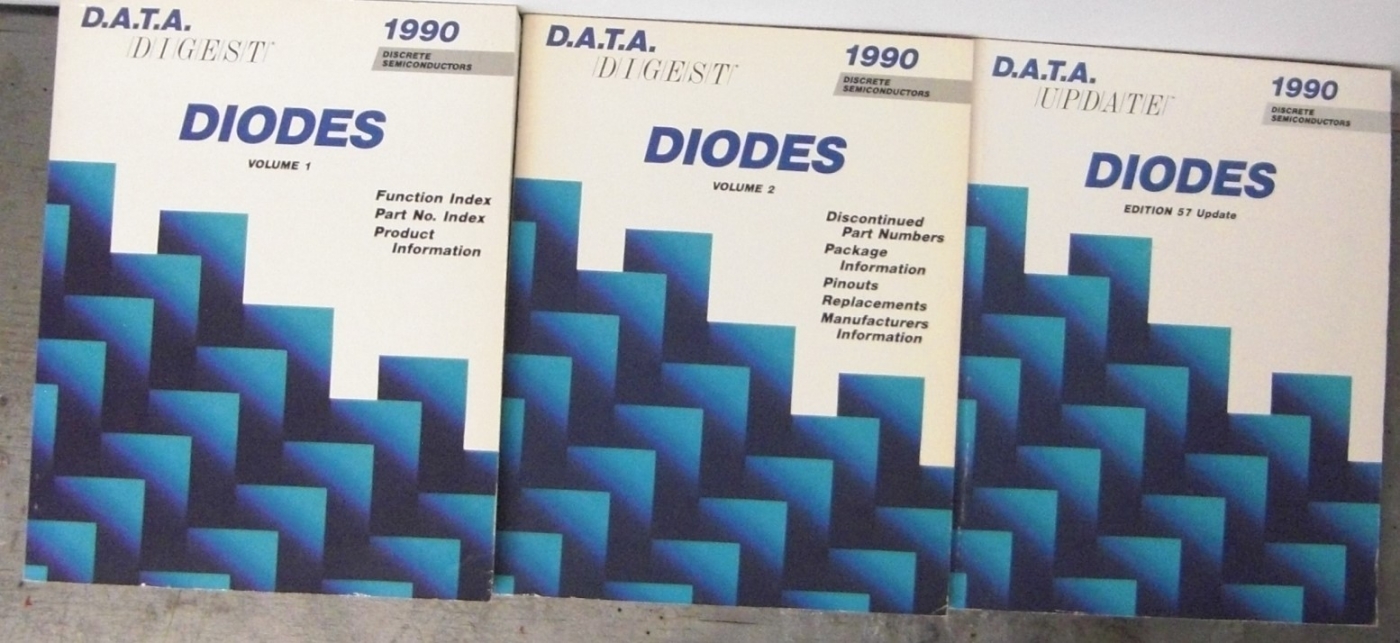 D.A.T.A.
DIGEST
1990
DISCRETE
SEMICONDUCTORS
DIODES
VOLUME 1
Function Index
Part No. Index
Product
Information
D.A.T.A.
DIGEST
1990
DISCRETE
SEMICONDUCTORS
DIODES
VOLUME 2
Discontinued
Part Numbers
Package
Information
Pinouts
Replacements
Manufacturers
Information
D.A.T.A.
UPDATE
1990
DISCRETE
SEMICONDUCTORS
DIODES
EDITION 57 Update